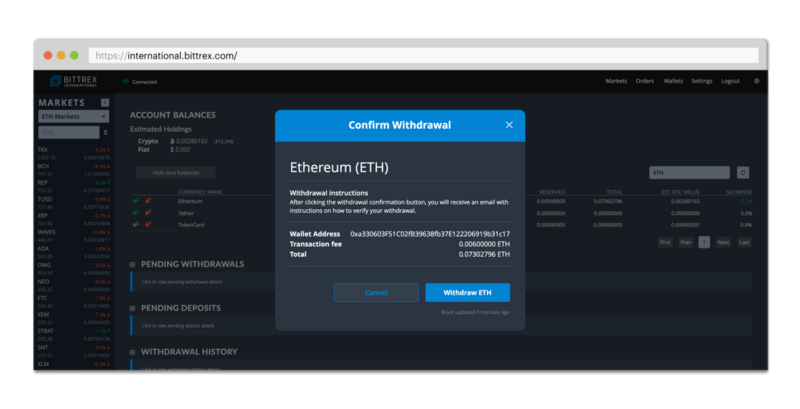 https://international.bittrex.com/
BITTREX
INTERNATIONAL
Connected
Markets Orders Wallets Settings Logout
MARKETS
ETH Markets
TRX
BCH
REP
TUSD
XRP
WAVES
ADA
OMG
NEO
ETC
XEM
STRAT
SNT
XLM
ACCOUNT BALANCES
Estimated Holdings
Crypto 0.00280165
Fiat $ 0.000
Hide zero balances
ETH
CURRENCY NAME RESERVED TOTAL EST. BTC VALUE %CHANGE
Ethereum 0.00000000 0.07902796 0.00280165
Tether 0.00000000 0.00000000 0.00000000 0.0%
TokenCard 0.00000000 0.00000000 0.00000000 0.0%
First Prev 1 Next Last
PENDING WITHDRAWALS
Click to view pending withdrawal details
PENDING DEPOSITS
Click to view pending deposit details
WITHDRAWAL HISTORY
Confirm Withdrawal
Ethereum (ETH)
Withdrawal instructions
After clicking the withdrawal confirmation button, you will receive an email with
instructions on how to verify your withdrawal.
Wallet Address 0xa330603F51C02fB39638fb37E122206919b31c17
Transaction fee 0.00600000 ETH
Total 0.07302796 ETH
Cancel Withdraw ETH
Block updated 0 minutes ago